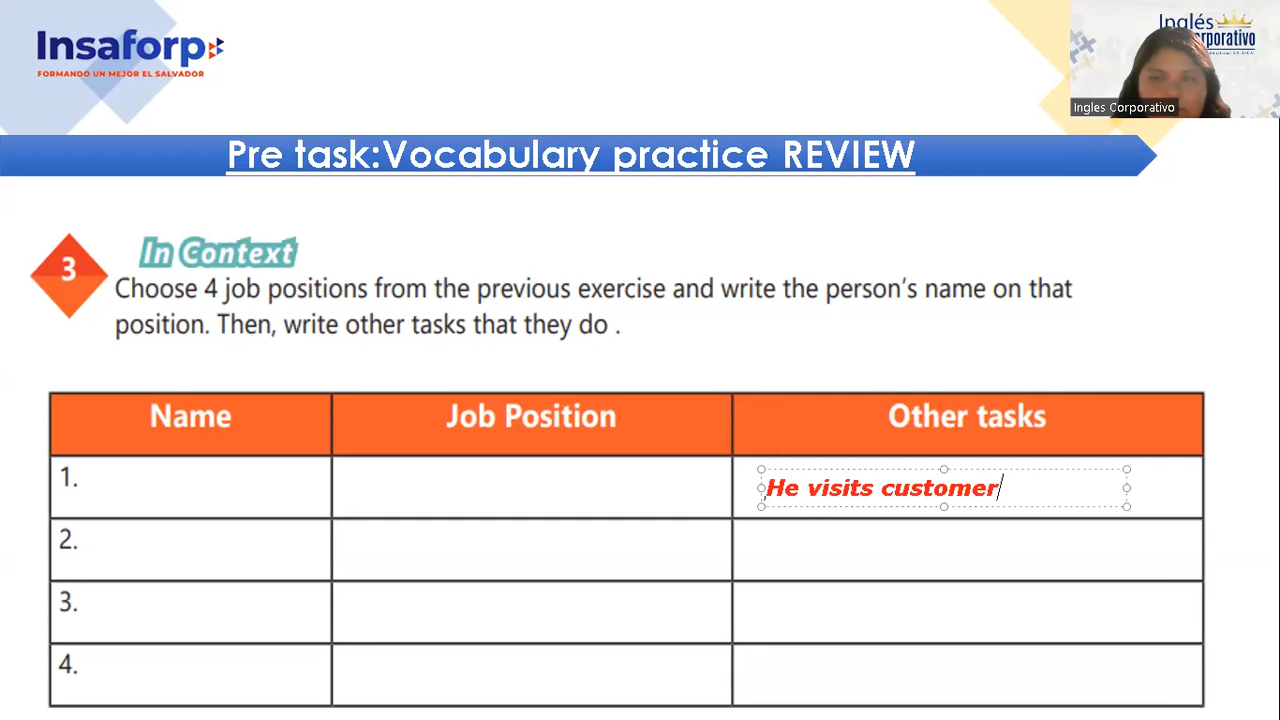 Insaforp
FORMANDO UN MEJOR EL SALVADOR
Inglés
Corporativo
Ingles Corporativo
Pre task:Vocabulary practice REVIEW
3
In Context
Choose 4 job positions from the previous exercise and write the person’s name on that
position. Then, write other tasks that they do .
Name Job Position Other tasks
1. He visits customer
2.
3.
4.